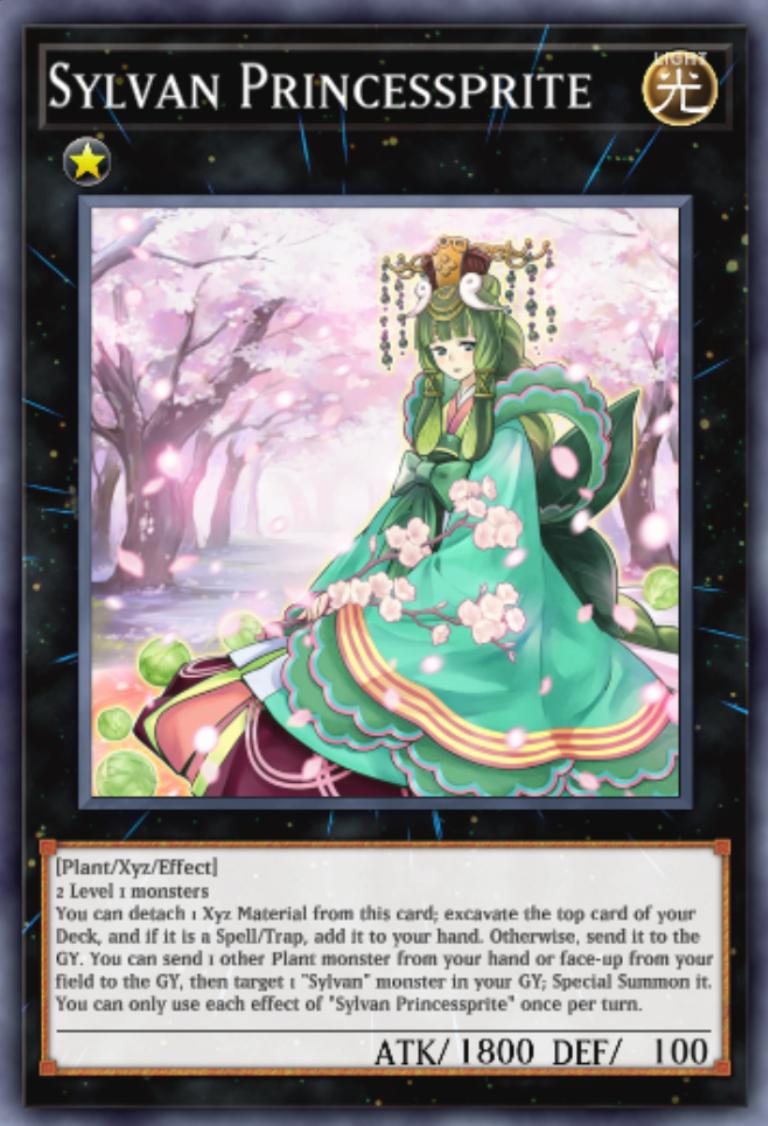 Sylvan Princessprite
LIGHT
光
[Plant/Xyz/Effect]
2 Level 1 monsters
You can detach 1 Xyz Material from this card; excavate the top card of your
Deck, and if it is a Spell/Trap, add it to your hand. Otherwise, send it to the
GY. You can send 1 other Plant monster from your hand or face-up from your
field to the GY, then target 1 "Sylvan" monster in your GY; Special Summon it.
You can only use each effect of "Sylvan Princessprite" once per turn.
ATK/ 1800 DEF/ 100